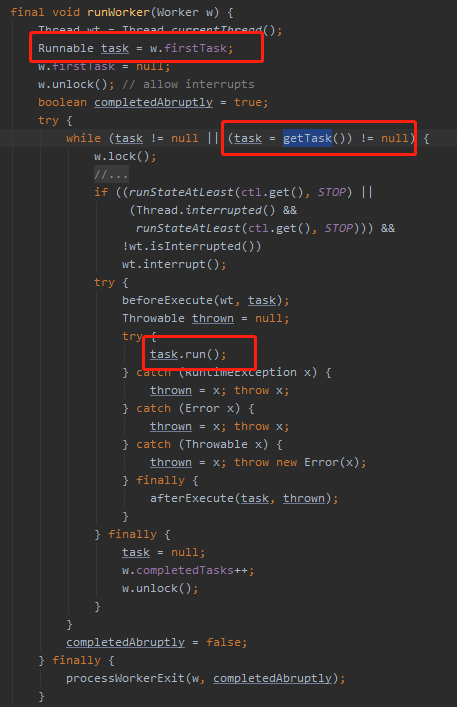 final void runWorker(Worker w) {
    Thread wt = Thread.currentThread();
    Runnable task = w.firstTask;
    w.firstTask = null;
    w.unlock(); // allow interrupts
    boolean completedAbruptly = true;
    try {
        while (task != null || (task = getTask()) != null) {
            w.lock();
            //...
            if ((runStateAtLeast(ctl.get(), STOP) ||
                 (Thread.interrupted() &&
                  runStateAtLeast(ctl.get(), STOP))) &&
                !wt.isInterrupted())
                wt.interrupt();
            try {
                beforeExecute(wt, task);
                Throwable thrown = null;
                try {
                    task.run();
                } catch (RuntimeException x) {
                    thrown = x; throw x;
                } catch (Error x) {
                    thrown = x; throw x;
                } catch (Throwable x) {
                    thrown = x; throw new Error(x);
                } finally {
                    afterExecute(task, thrown);
                }
            } finally {
                task = null;
                w.completedTasks++;
                w.unlock();
            }
        }
        completedAbruptly = false;
    } finally {
        processWorkerExit(w, completedAbruptly);
    }